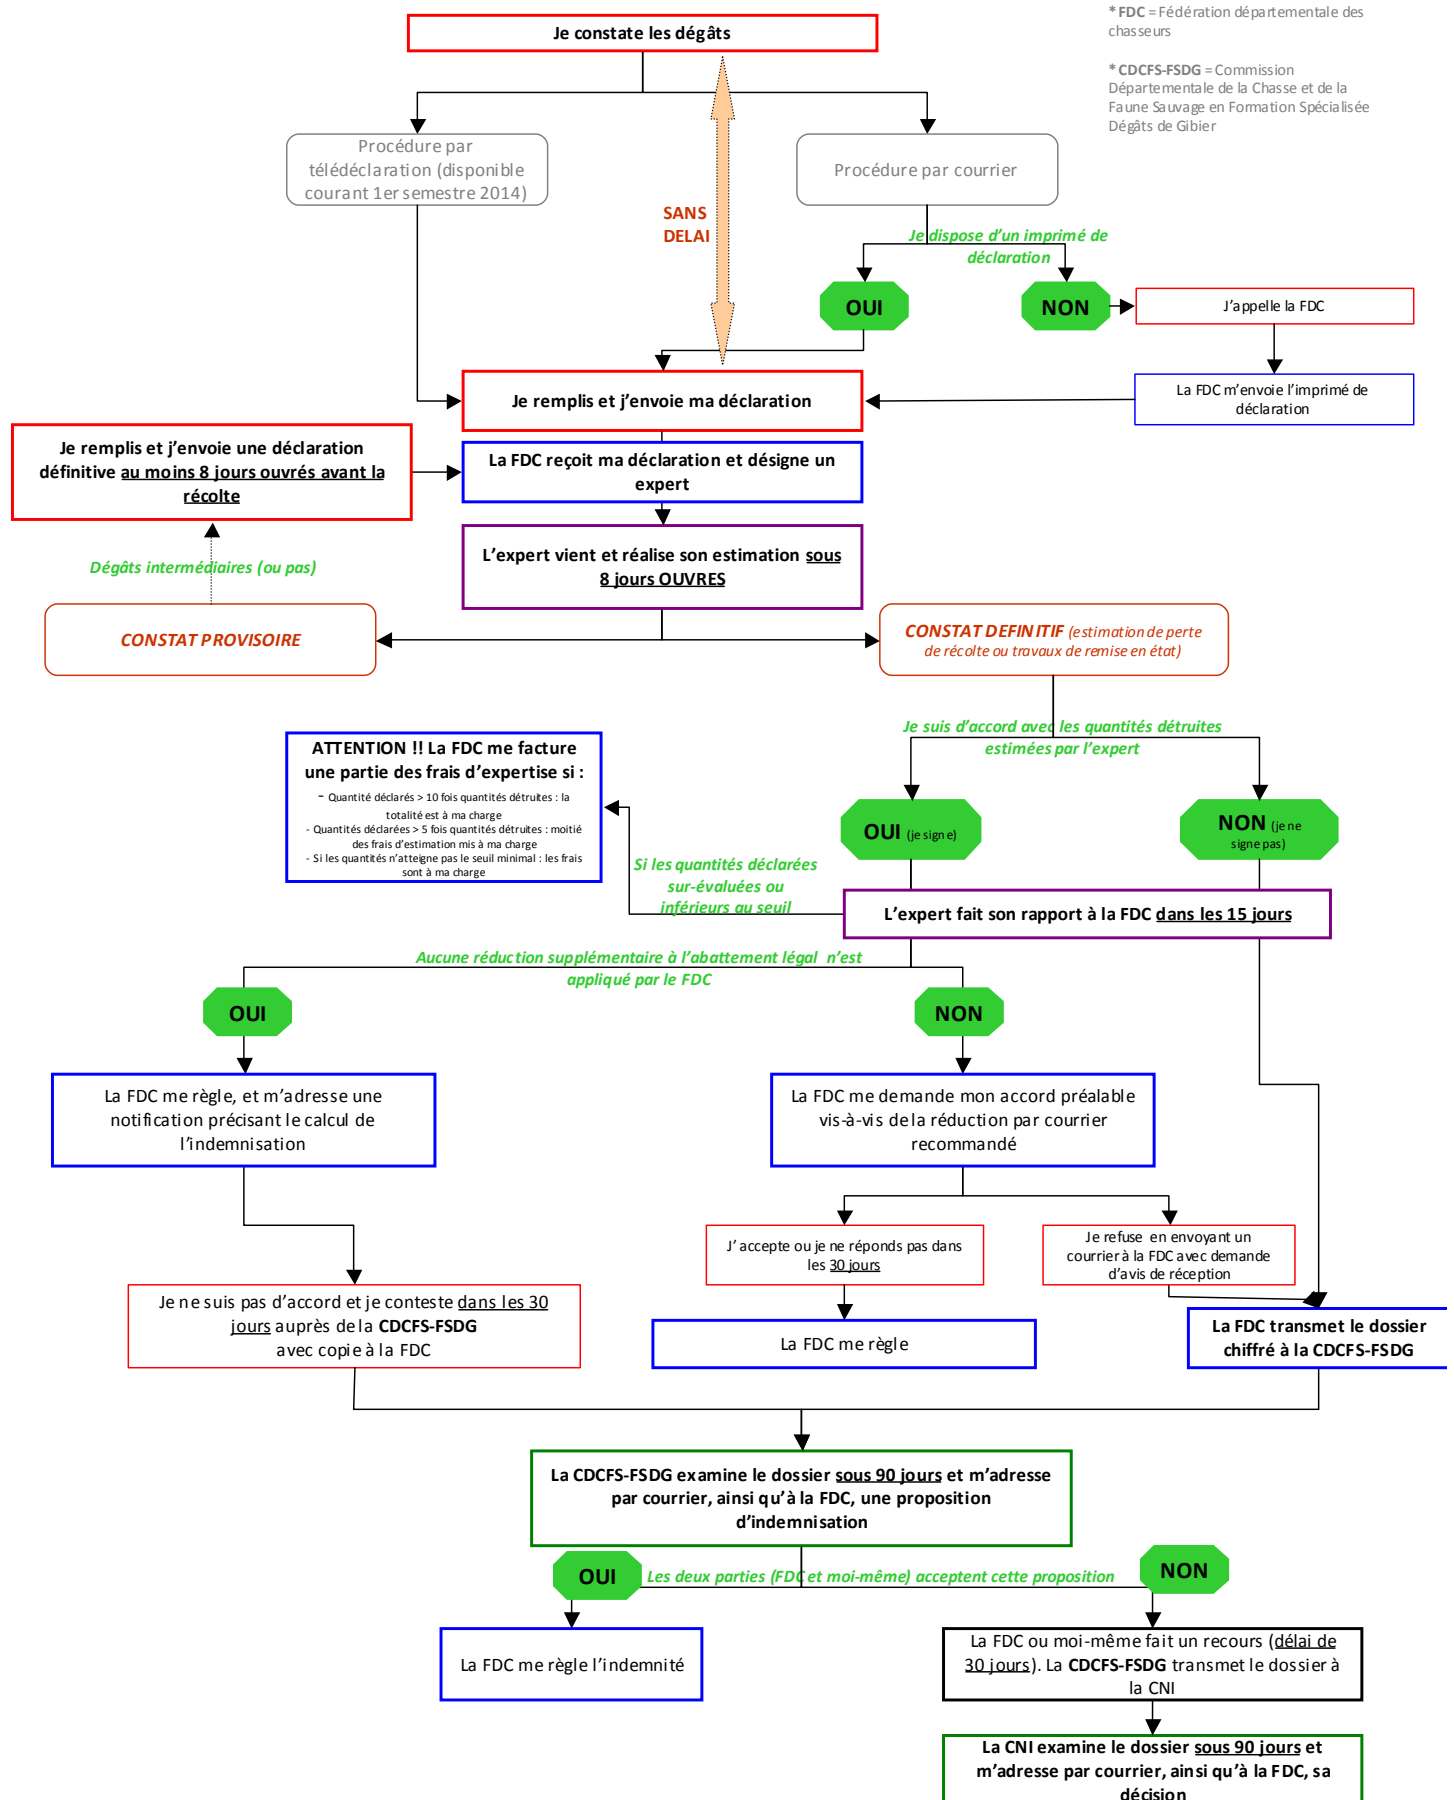 * FDC = Fédération départementale des
chasseurs
* CDCFS-FSDG = Commission
Départementale de la Chasse et de la
Faune Sauvage en Formation Spécialisée
Dégâts de Gibier
Je constate les dégâts
Procédure par
télédéclaration (disponible
courant 1er semestre 2014)
Procédure par courrier
SANS
DELAI
Je dispose d'un imprimé de
déclaration
OUI
NON
J'appelle la FDC
La FDC m'envoie l'imprimé de
déclaration
Je remplis et j'envoie ma déclaration
Je remplis et j'envoie une déclaration
définitive au moins 8 jours ouvrés avant la
récolte
La FDC reçoit ma déclaration et désigne un
expert
L'expert vient et réalise son estimation sous
8 jours OUVRES
Dégâts intermédiaires (ou pas)
CONSTAT PROVISOIRE
CONSTAT DEFINITIF (estimation de perte
de récolte ou travaux de remise en état)
Je suis d'accord avec les quantités détruites
estimées par l'expert
ATTENTION !! La FDC me facture
une partie des frais d'expertise si :
- Quantité déclarés > 10 fois quantités détruites : la
totalité est à ma charge
- Quantités déclarées > 5 fois quantités détruites : moitié
des frais d'estimation mis à ma charge
- Si les quantités n'atteigne pas le seuil minimal : les frais
sont à ma charge
OUI (je signe)
NON (je ne
signe pas)
Si les quantités déclarées
sur-évaluées ou
inférieurs au seuil
L'expert fait son rapport à la FDC dans les 15 jours
Aucune réduction supplémentaire à l'abattement légal n'est
appliqué par le FDC
OUI
NON
La FDC me règle, et m'adresse une
notification précisant le calcul de
l'indemnisation
La FDC me demande mon accord préalable
vis-à-vis de la réduction par courrier
recommandé
J' accepte ou je ne réponds pas dans
les 30 jours
Je refuse en envoyant un
courrier à la FDC avec demande
d'avis de réception
Je ne suis pas d'accord et je conteste dans les 30
jours auprès de la CDCFS-FSDG
avec copie à la FDC
La FDC me règle
La FDC transmet le dossier
chiffré à la CDCFS-FSDG
La CDCFS-FSDG examine le dossier sous 90 jours et m'adresse
par courrier, ainsi qu'à la FDC, une proposition
d'indemnisation
OUI
Les deux parties (FDC et moi-même) acceptent cette proposition
NON
La FDC me règle l'indemnité
La FDC ou moi-même fait un recours (délai de
30 jours). La CDCFS-FSDG transmet le dossier à
la CNI
La CNI examine le dossier sous 90 jours et
m'adresse par courrier, ainsi qu'à la FDC, sa
décision